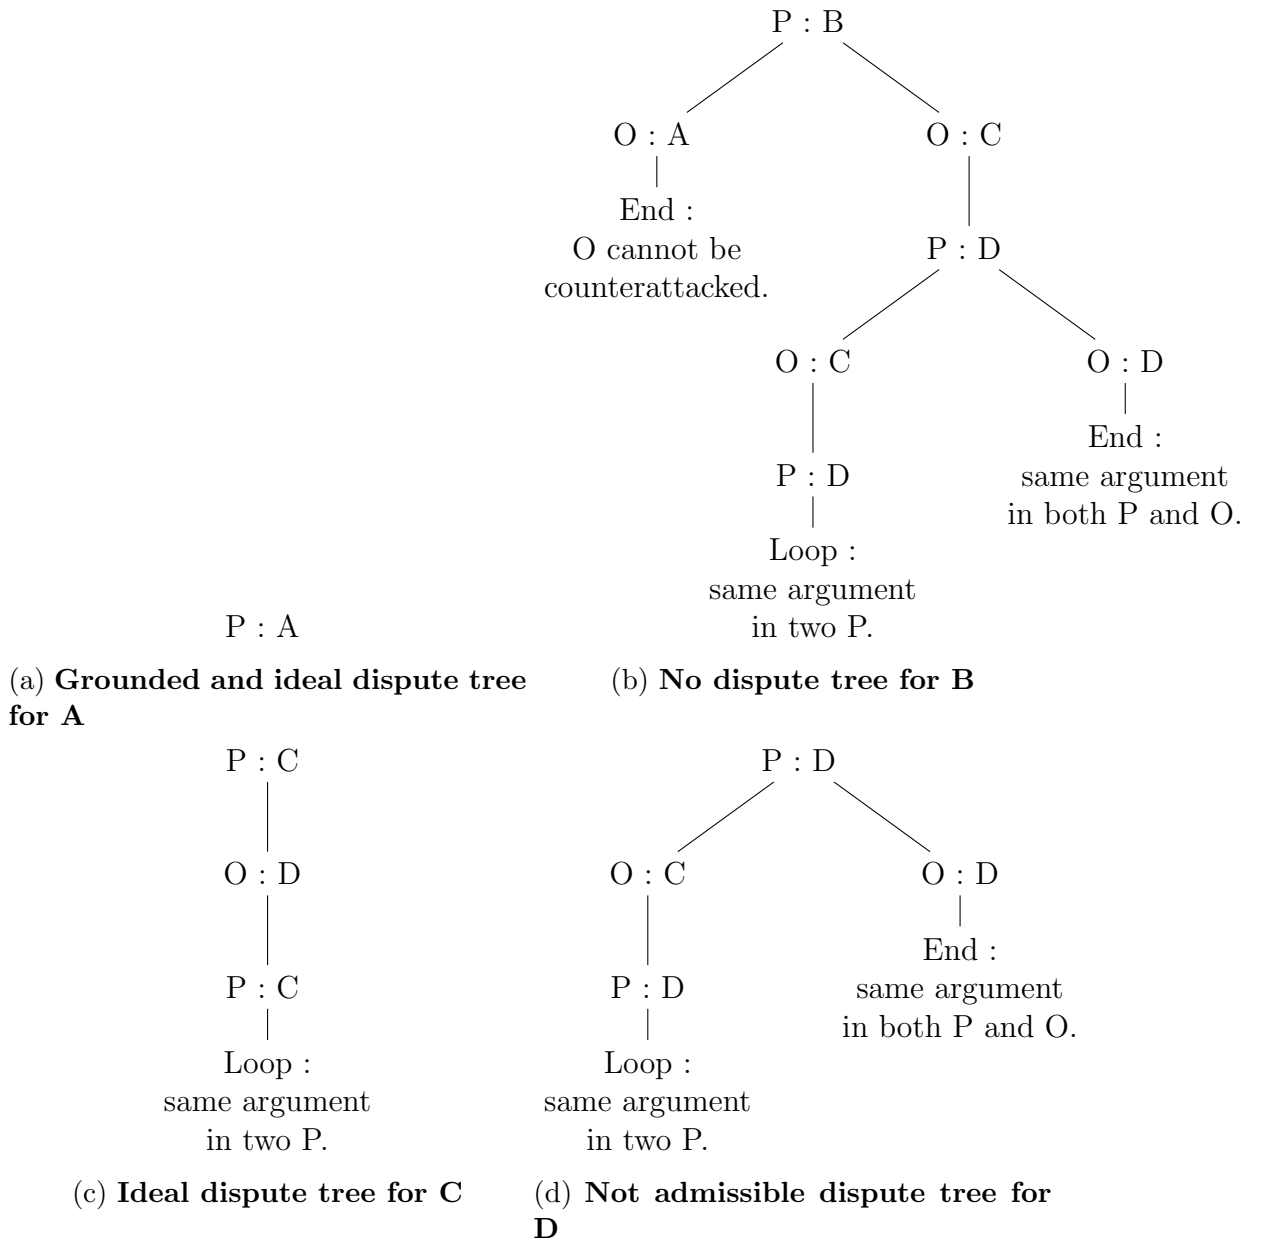 P : B
O : A
O : C
End :
O cannot be
counterattacked.
P : D
O : C
O : D
End :
same argument
in both P and O.
P : D
Loop :
same argument
in two P.
P : A
(a) Grounded and ideal dispute tree
for A
(b) No dispute tree for B
P : C
O : D
P : C
Loop :
same argument
in two P.
(c) Ideal dispute tree for C
P : D
O : C
O : D
End :
same argument
in both P and O.
P : D
Loop :
same argument
in two P.
(d) Not admissible dispute tree for
D